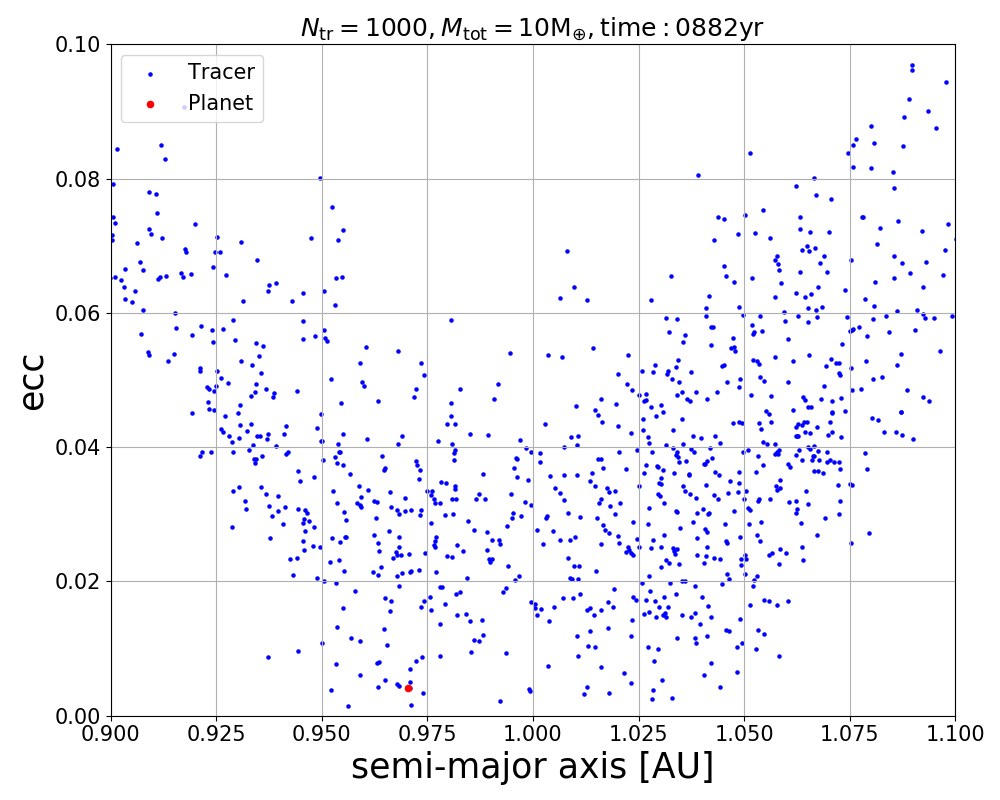 N_tr = 1000, M_tot = 10M_⊕, time : 0882yr
Tracer
Planet
ecc
0.10
0.08
0.06
0.04
0.02
0.00
0.900 0.925 0.950 0.975 1.000 1.025 1.050 1.075 1.100
semi-major axis [AU]